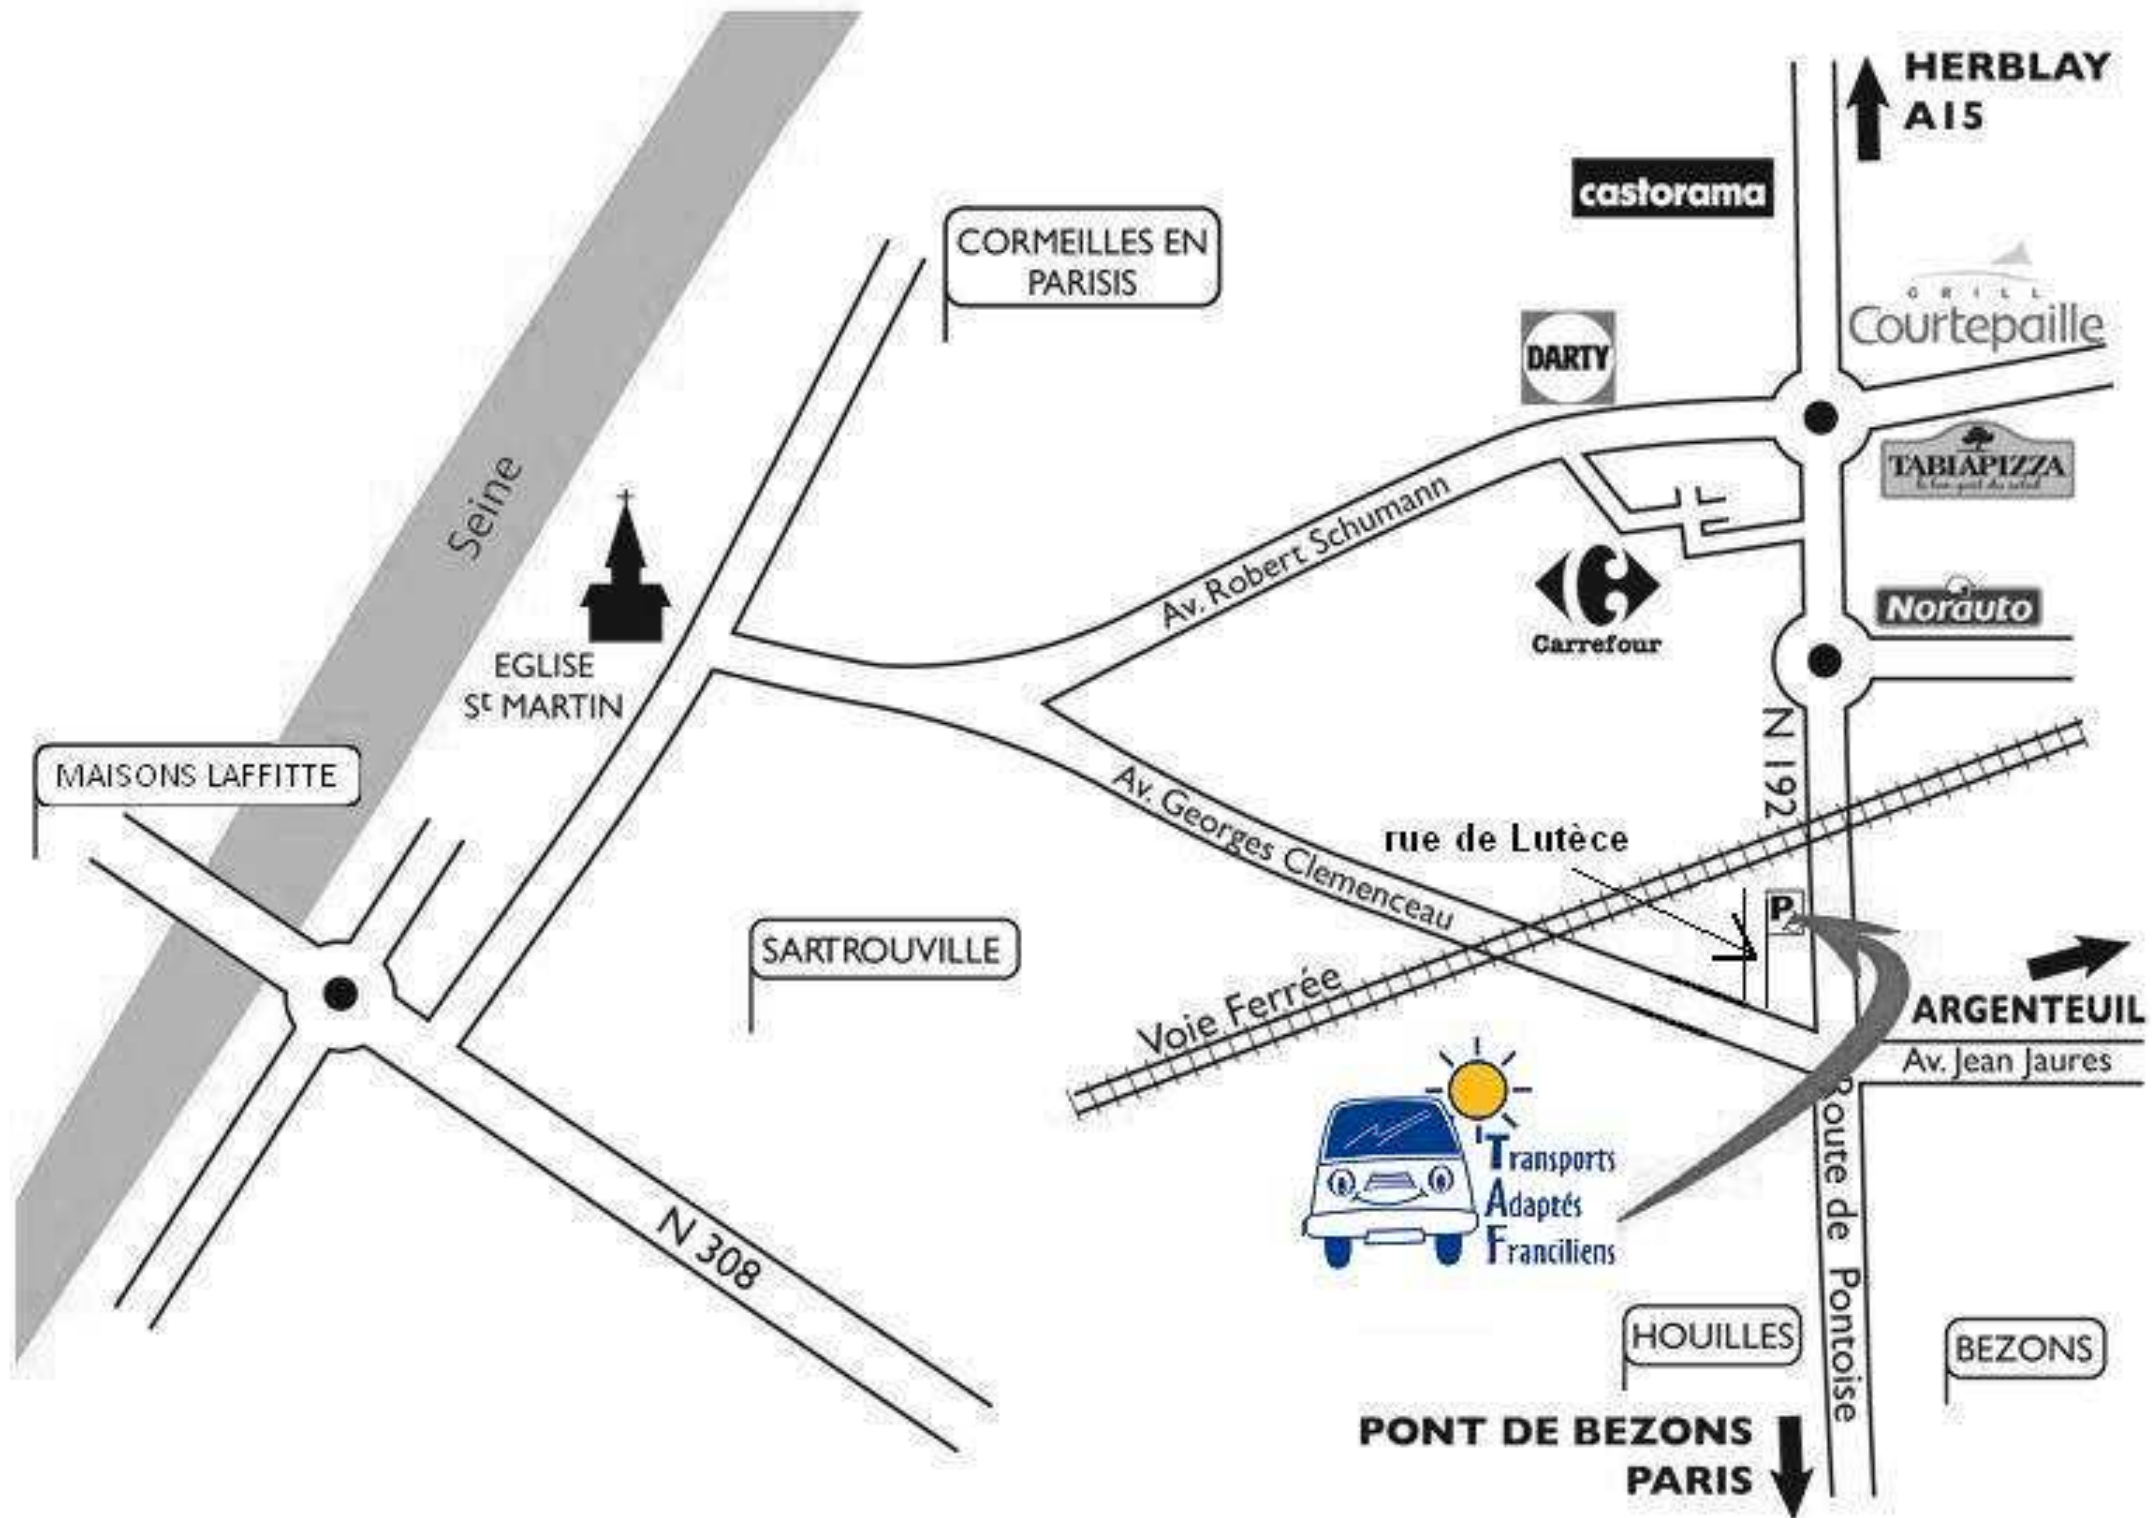 HERBLAY
A15
castorama
CORMEILLES EN
PARISIS
GRILL
Courtepaille
DARTY
TABLAPIZZA
Seine
Av. Robert Schumann
Carrefour
Norauto
EGLISE
St MARTIN
N 192
MAISONS LAFFITTE
Av. Georges Clemenceau
rue de Lutèce
P
SARTROUVILLE
Voie Ferrée
ARGENTEUIL
Av. Jean Jaures
Transports
Adaptés
Franciliens
Route de Pontoise
N 308
HOUILLES
BEZONS
PONT DE BEZONS
PARIS